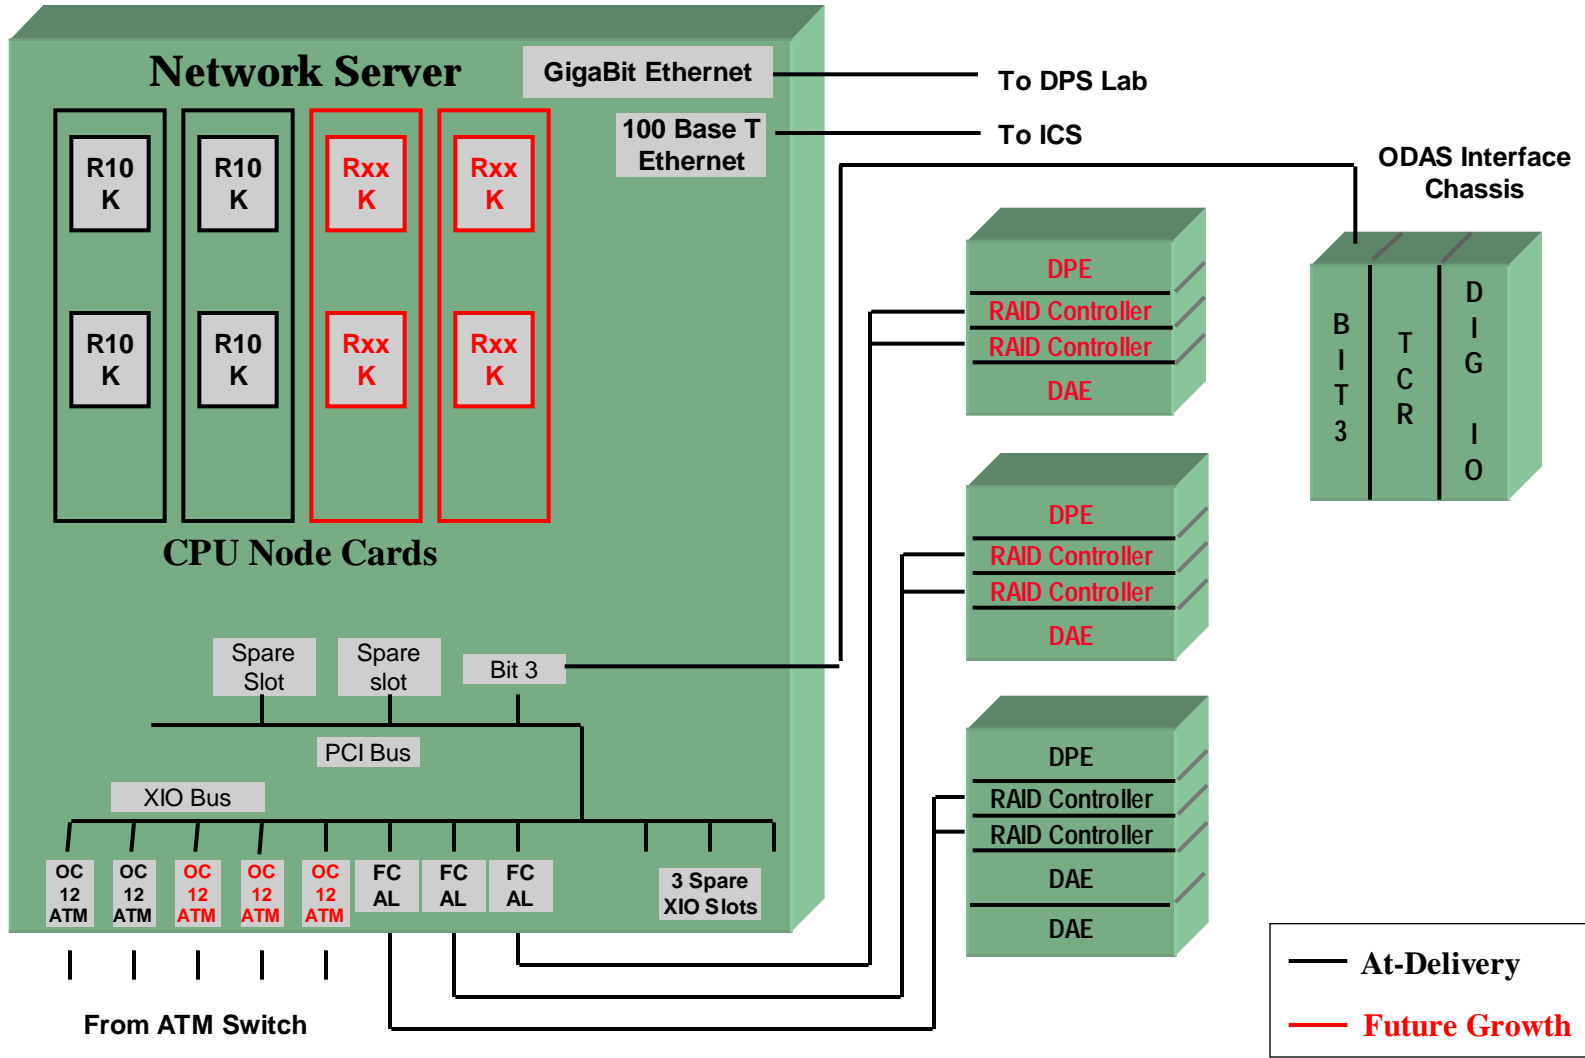 Network Server
GigaBit Ethernet
To DPS Lab
100 Base T
Ethernet
To ICS
ODAS Interface
Chassis
R10
K
R10
K
Rxx
K
Rxx
K
R10
K
R10
K
Rxx
K
Rxx
K
CPU Node Cards
DPE
RAID Controller
RAID Controller
DAE
BIT3
TCR
DIG IO
DPE
RAID Controller
RAID Controller
DAE
Spare
Slot
Spare
slot
Bit 3
PCI Bus
XIO Bus
DPE
RAID Controller
RAID Controller
DAE
DAE
OC
12
ATM
OC
12
ATM
OC
12
ATM
OC
12
ATM
OC
12
ATM
FC
AL
FC
AL
FC
AL
3 Spare
XIO Slots
From ATM Switch
At-Delivery
Future Growth